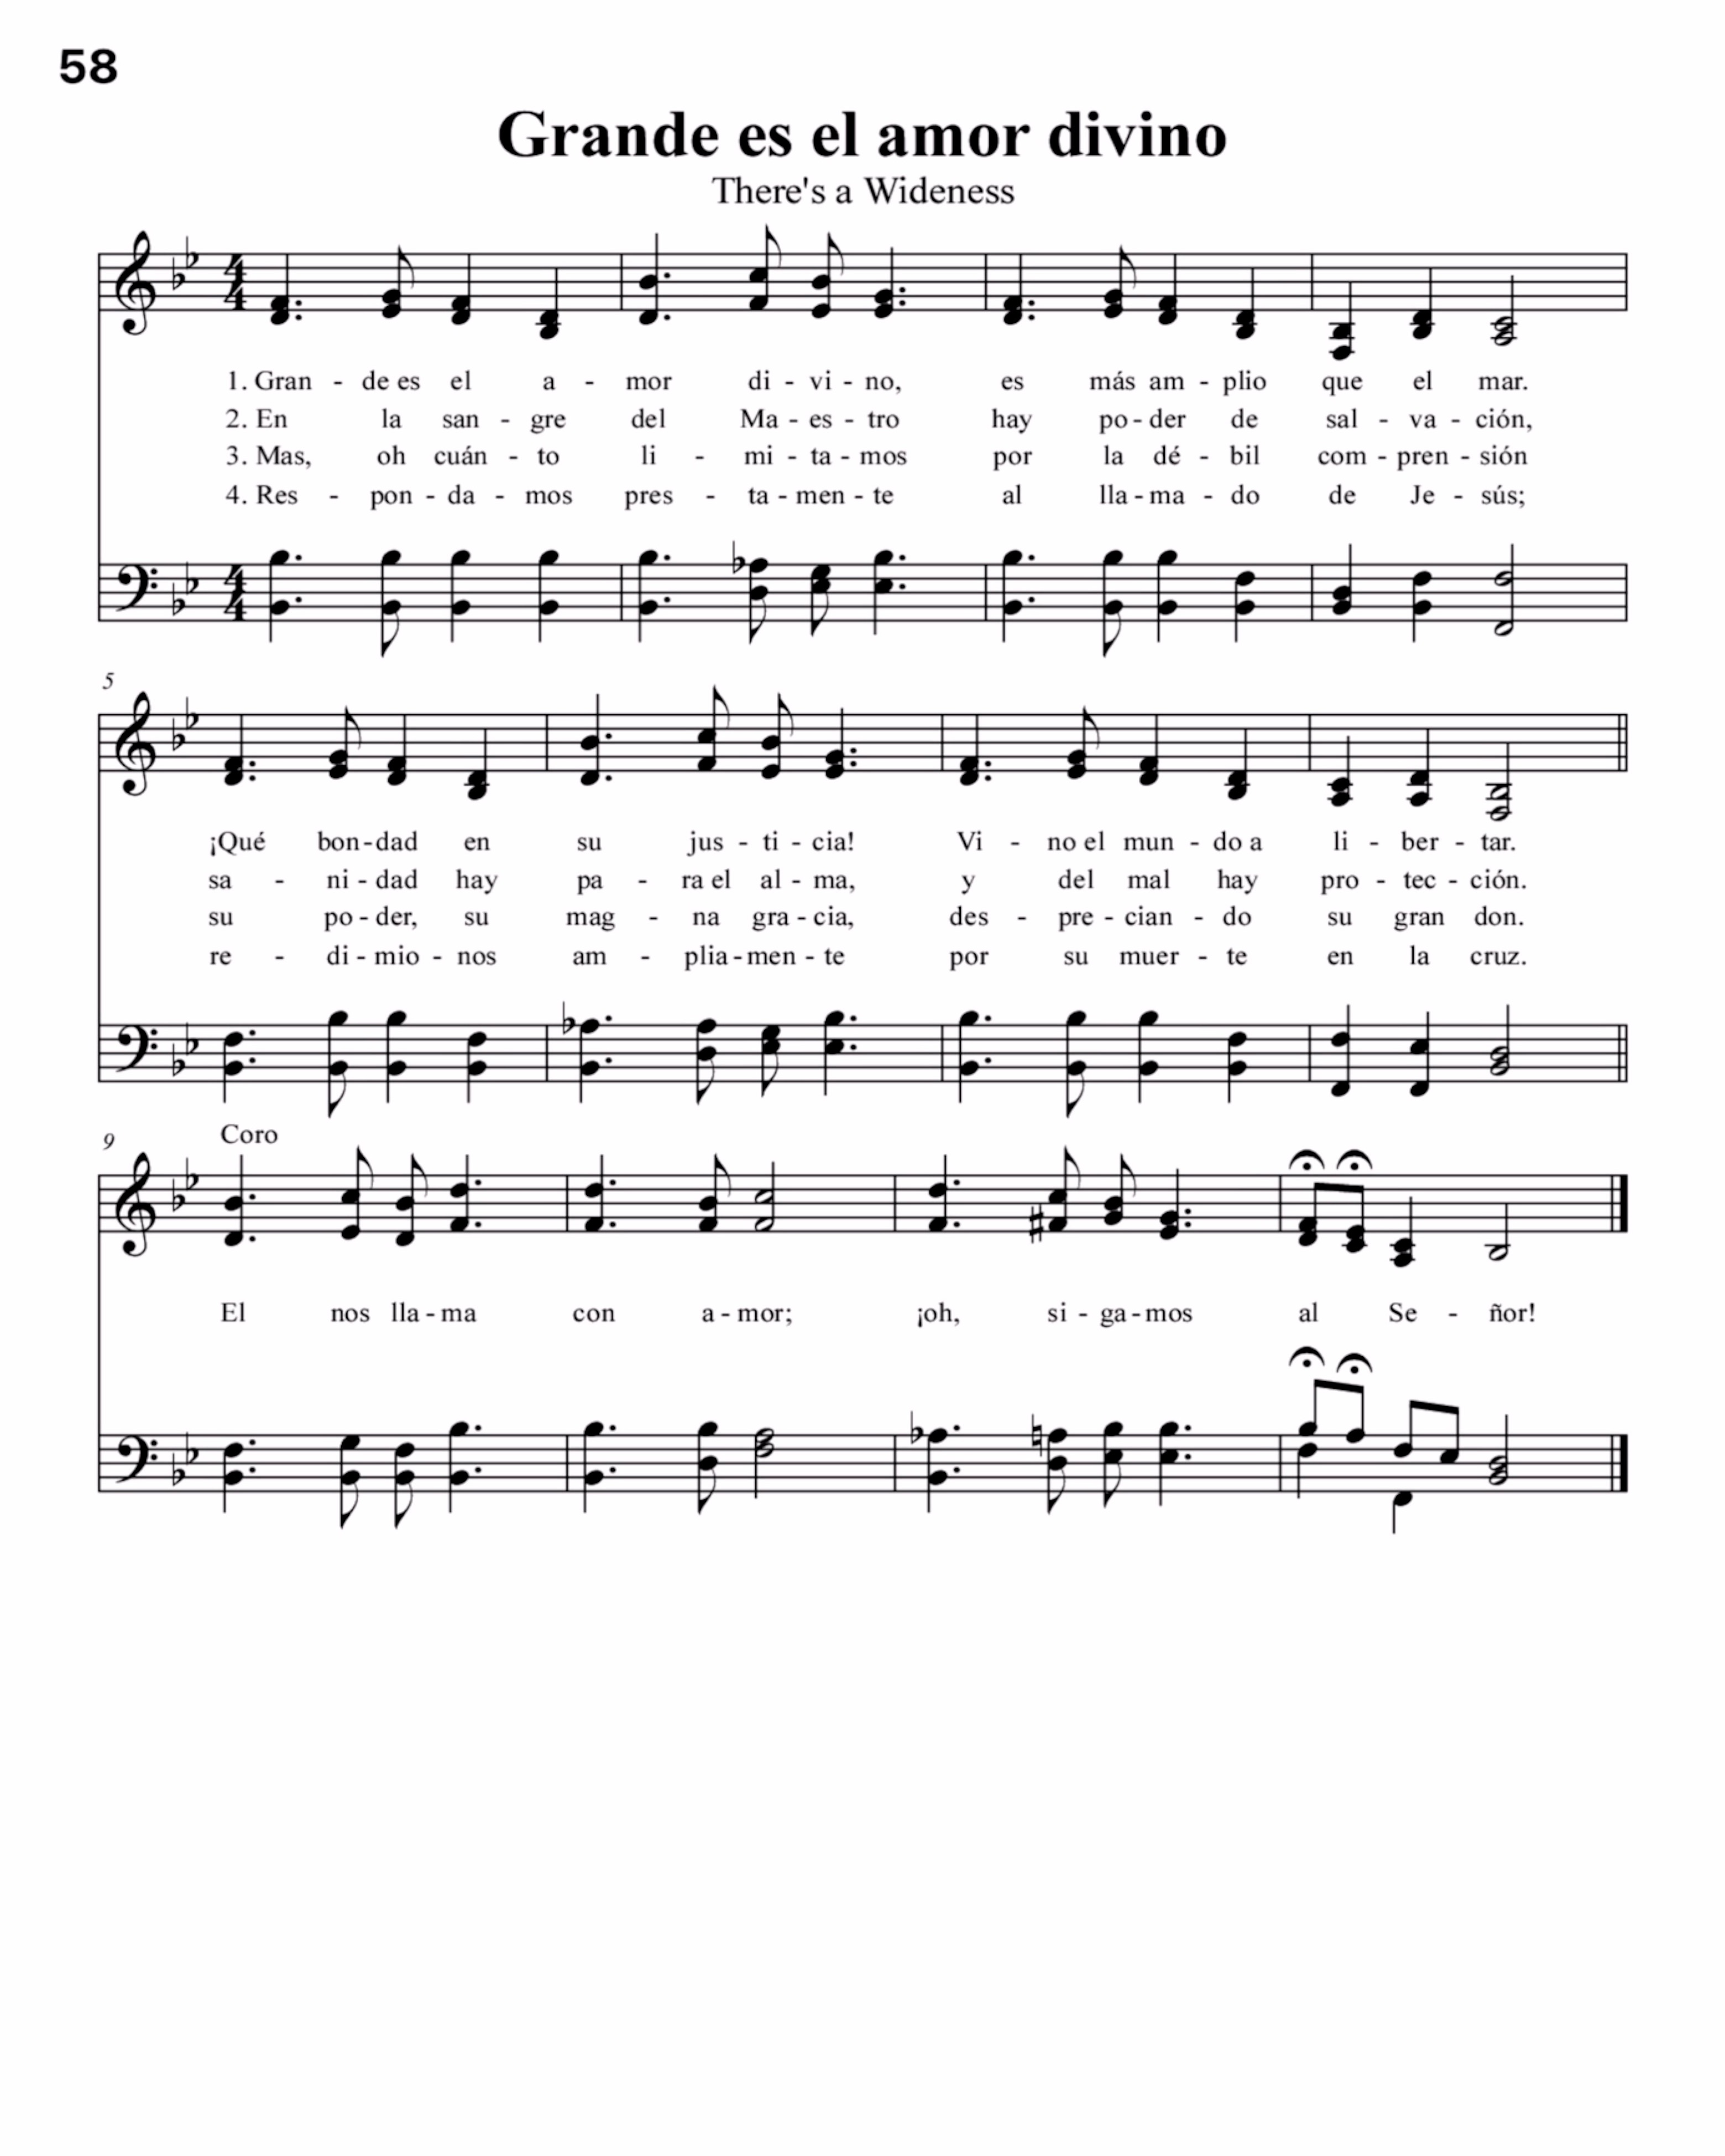 58
Grande es el amor divino
There's a Wideness
4 4
1. Gran - de es el a - mor di - vi - no, es más am - plio que el mar.
2. En la san - gre del Ma - es - tro hay po - der de sal - va - ción,
3. Mas, oh cuán - to li - mi - ta - mos por la dé - bil com - pren - sión
4. Res - pon - da - mos pres - ta - men - te al lla - ma - do de Je - sús;
4 4
5
¡Qué bon - dad en su jus - ti - cia! Vi - no el mun - do a li - ber - tar.
sa - ni - dad hay pa - ra el al - ma, y del mal hay pro - tec - ción.
su po - der, su mag - na gra - cia, des - pre - cian - do su gran don.
re - di - mio - nos am - plia - men - te por su muer - te en la cruz.
9 Coro
El nos lla - ma con a - mor; ¡oh, si - ga - mos al Se - ñor!